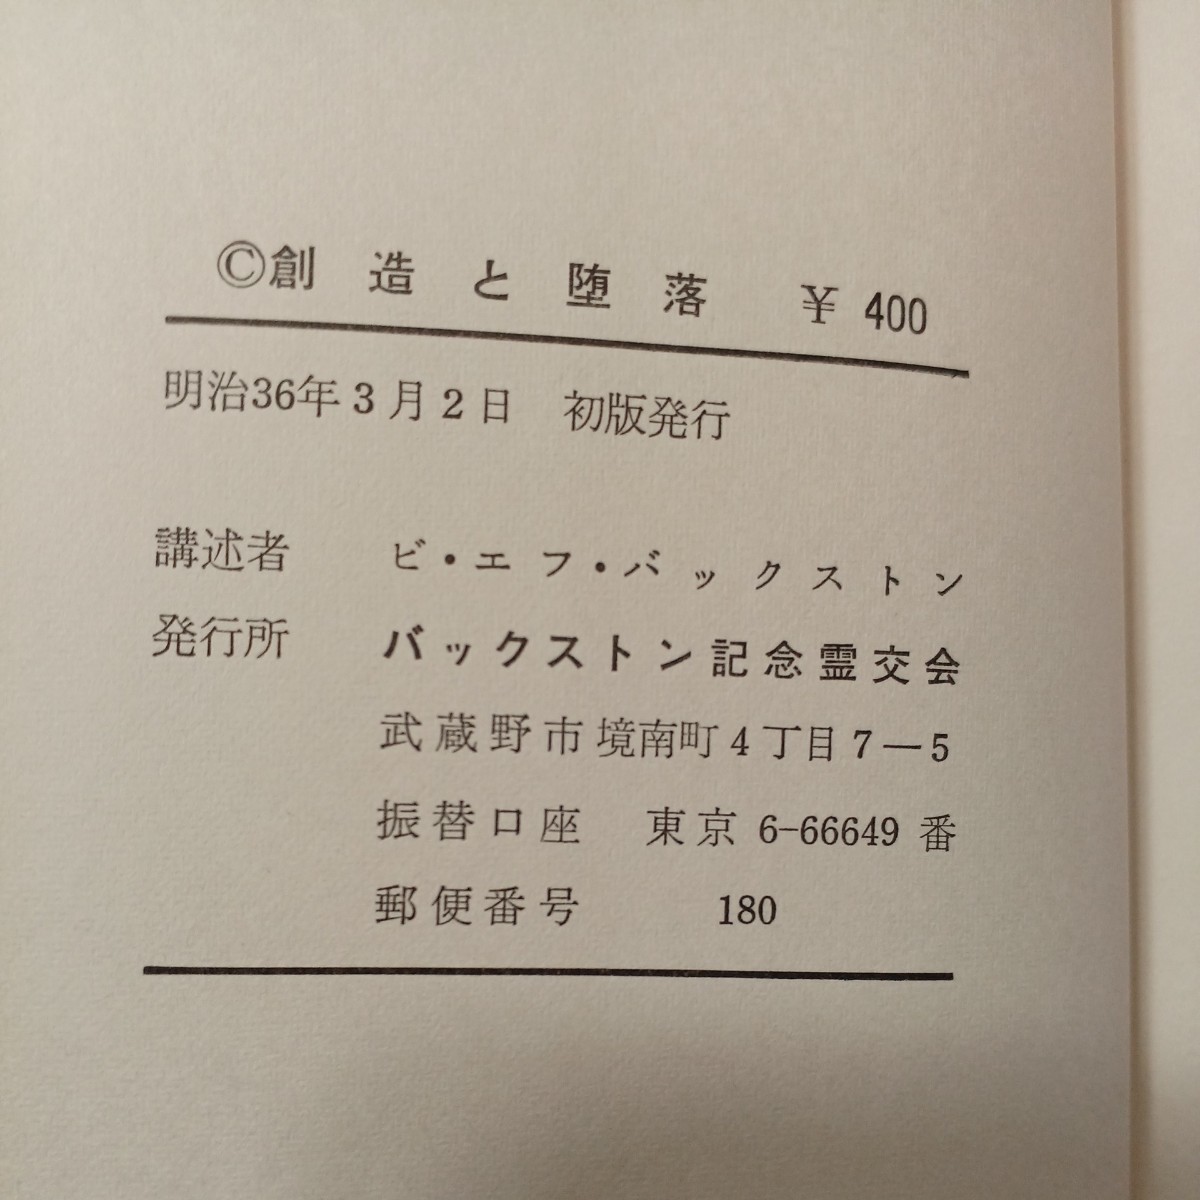 ©創造と堕落 ¥ 400
明治36年3月2日 初版発行
講述者 ビ・エフ・バックストン
発行所 バックストン記念霊交会
武蔵野市境南町4丁目7—5
振替口座 東京 6-66649 番
郵便番号 180